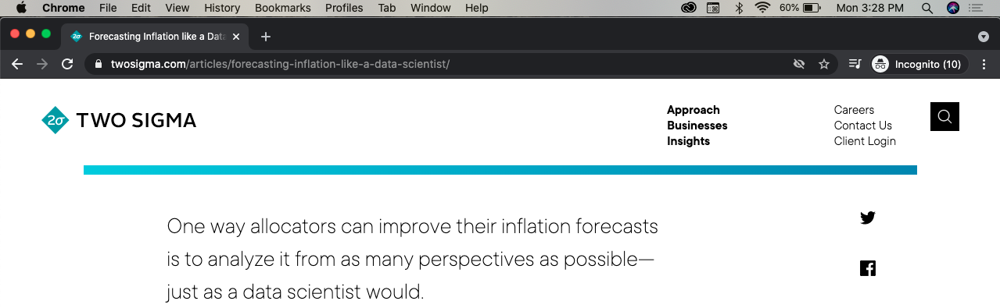 Chrome File Edit View History Bookmarks Profiles Tab Window Help 60% Mon 3:28 PM
2σ Forecasting Inflation like a Data
twosigma.com/articles/forecasting-inflation-like-a-data-scientist/ Incognito (10)
2σ TWO SIGMA
Approach
Businesses
Insights
Careers
Contact Us
Client Login
One way allocators can improve their inflation forecasts
is to analyze it from as many perspectives as possible—
just as a data scientist would.